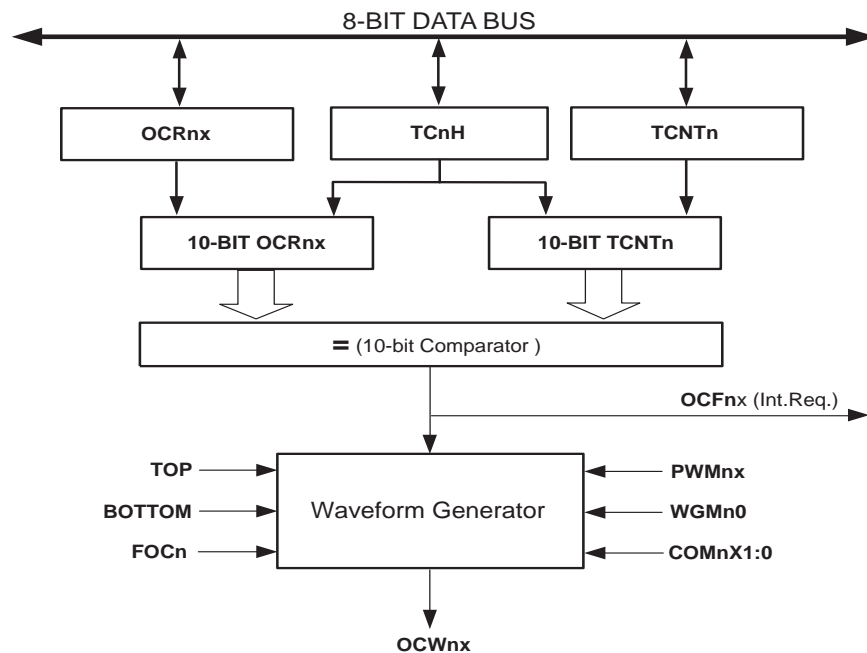 8-BIT DATA BUS
OCRnx
TCnH
TCNTn
10-BIT OCRnx
10-BIT TCNTn
= (10-bit Comparator )
OCFnx (Int.Req.)
TOP
PWMnx
BOTTOM
Waveform Generator
WGMn0
FOCn
COMnX1:0
OCWnx